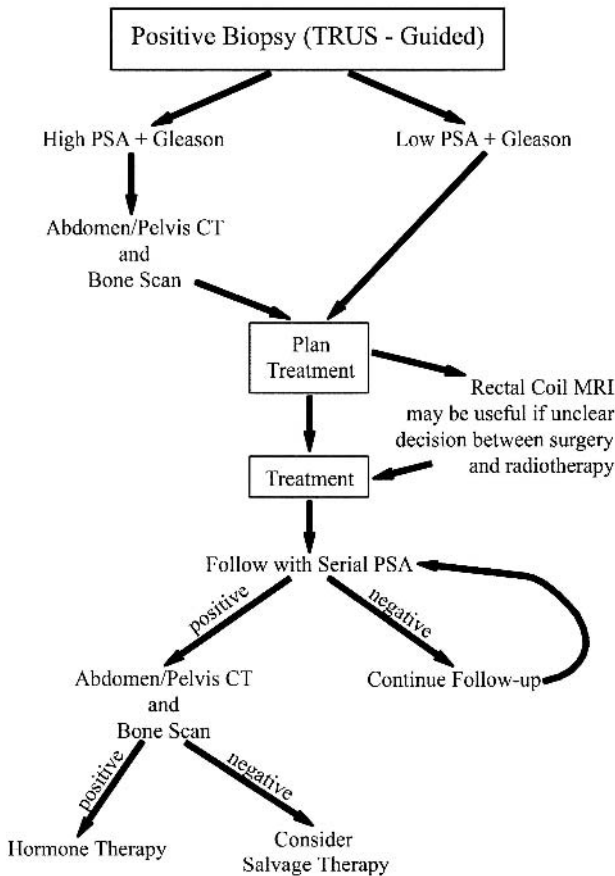 Positive Biopsy (TRUS - Guided)
High PSA + Gleason
Low PSA + Gleason
Abdomen/Pelvis CT
and
Bone Scan
Plan
Treatment
Rectal Coil MRI
may be useful if unclear
decision between surgery
and radiotherapy
Treatment
Follow with Serial PSA
positive
negative
Abdomen/Pelvis CT
and
Bone Scan
Continue Follow-up
positive
negative
Hormone Therapy
Consider
Salvage Therapy